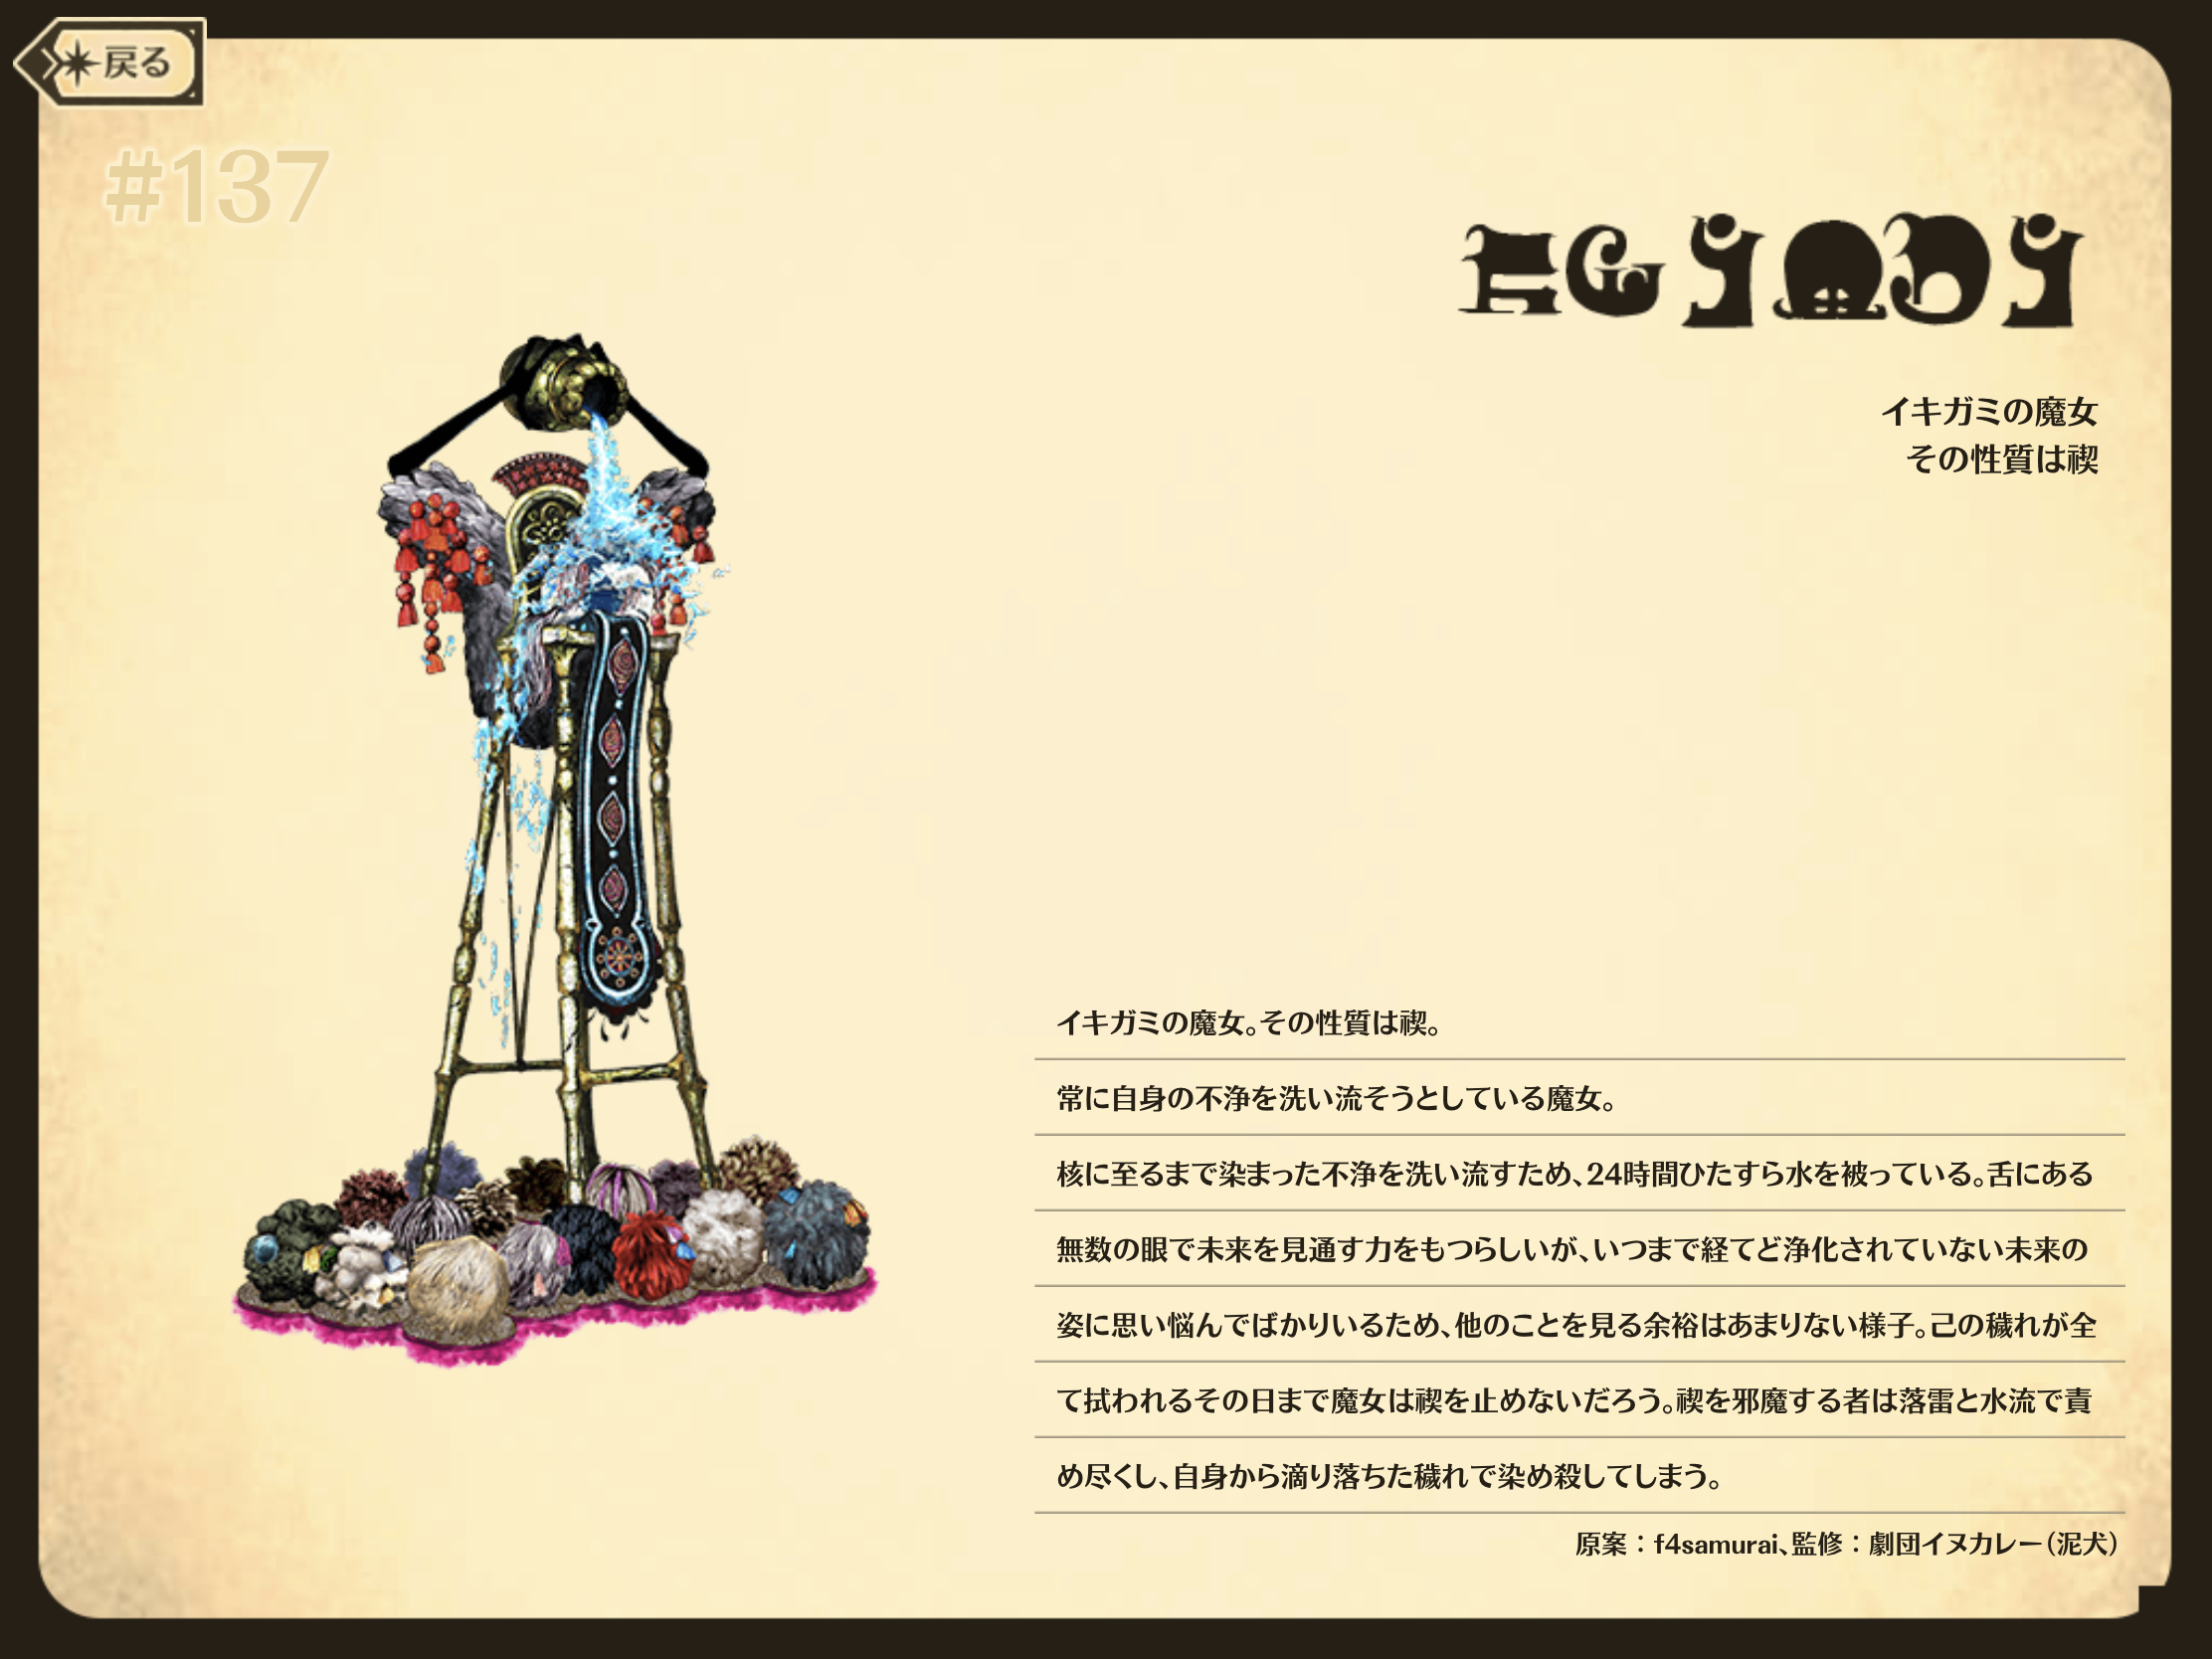 戻る
#137
イキガミの魔女
その性質は禊
イキガミの魔女。その性質は禊。
常に自身の不浄を洗い流そうとしている魔女。
核に至るまで染まった不浄を洗い流すため、24時間ひたすら水を被っている。舌にある
無数の眼で未来を見通す力をもつらしいが、いつまで経てど浄化されていない未来の
姿に思い悩んでばかりいるため、他のことを見る余裕はあまりない様子。己の穢れが全
て拭われるその日まで魔女は禊を止めないだろう。禊を邪魔する者は落雷と水流で責
め尽くし、自身から滴り落ちた穢れで染め殺してしまう。
原案：f4samurai、監修：劇団イヌカレー（泥犬）